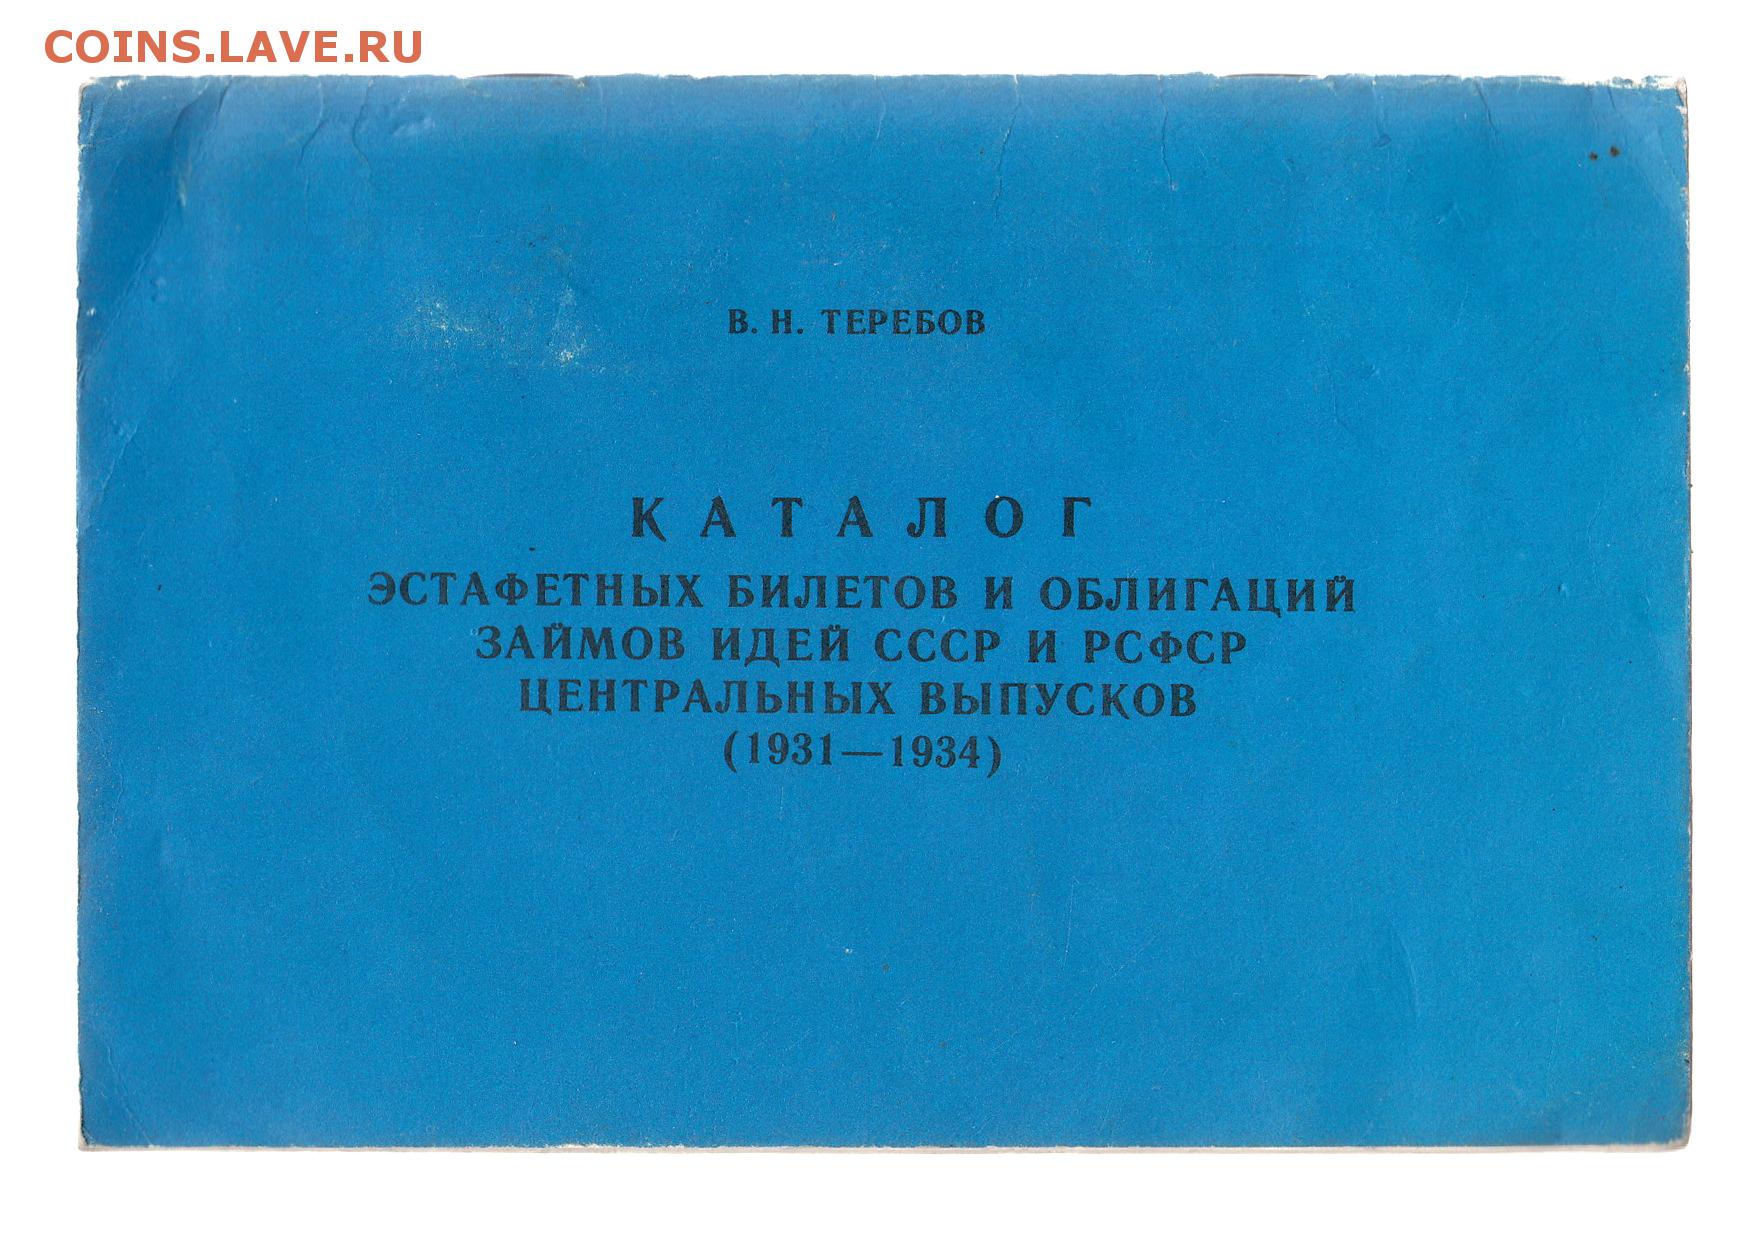 COINS.LAVE.RU
В. Н. ТЕРЕБОВ
КАТАЛОГ
ЭСТАФЕТНЫХ БИЛЕТОВ И ОБЛИГАЦИЙ
ЗАЙМОВ ИДЕЙ СССР И РСФСР
ЦЕНТРАЛЬНЫХ ВЫПУСКОВ
(1931—1934)